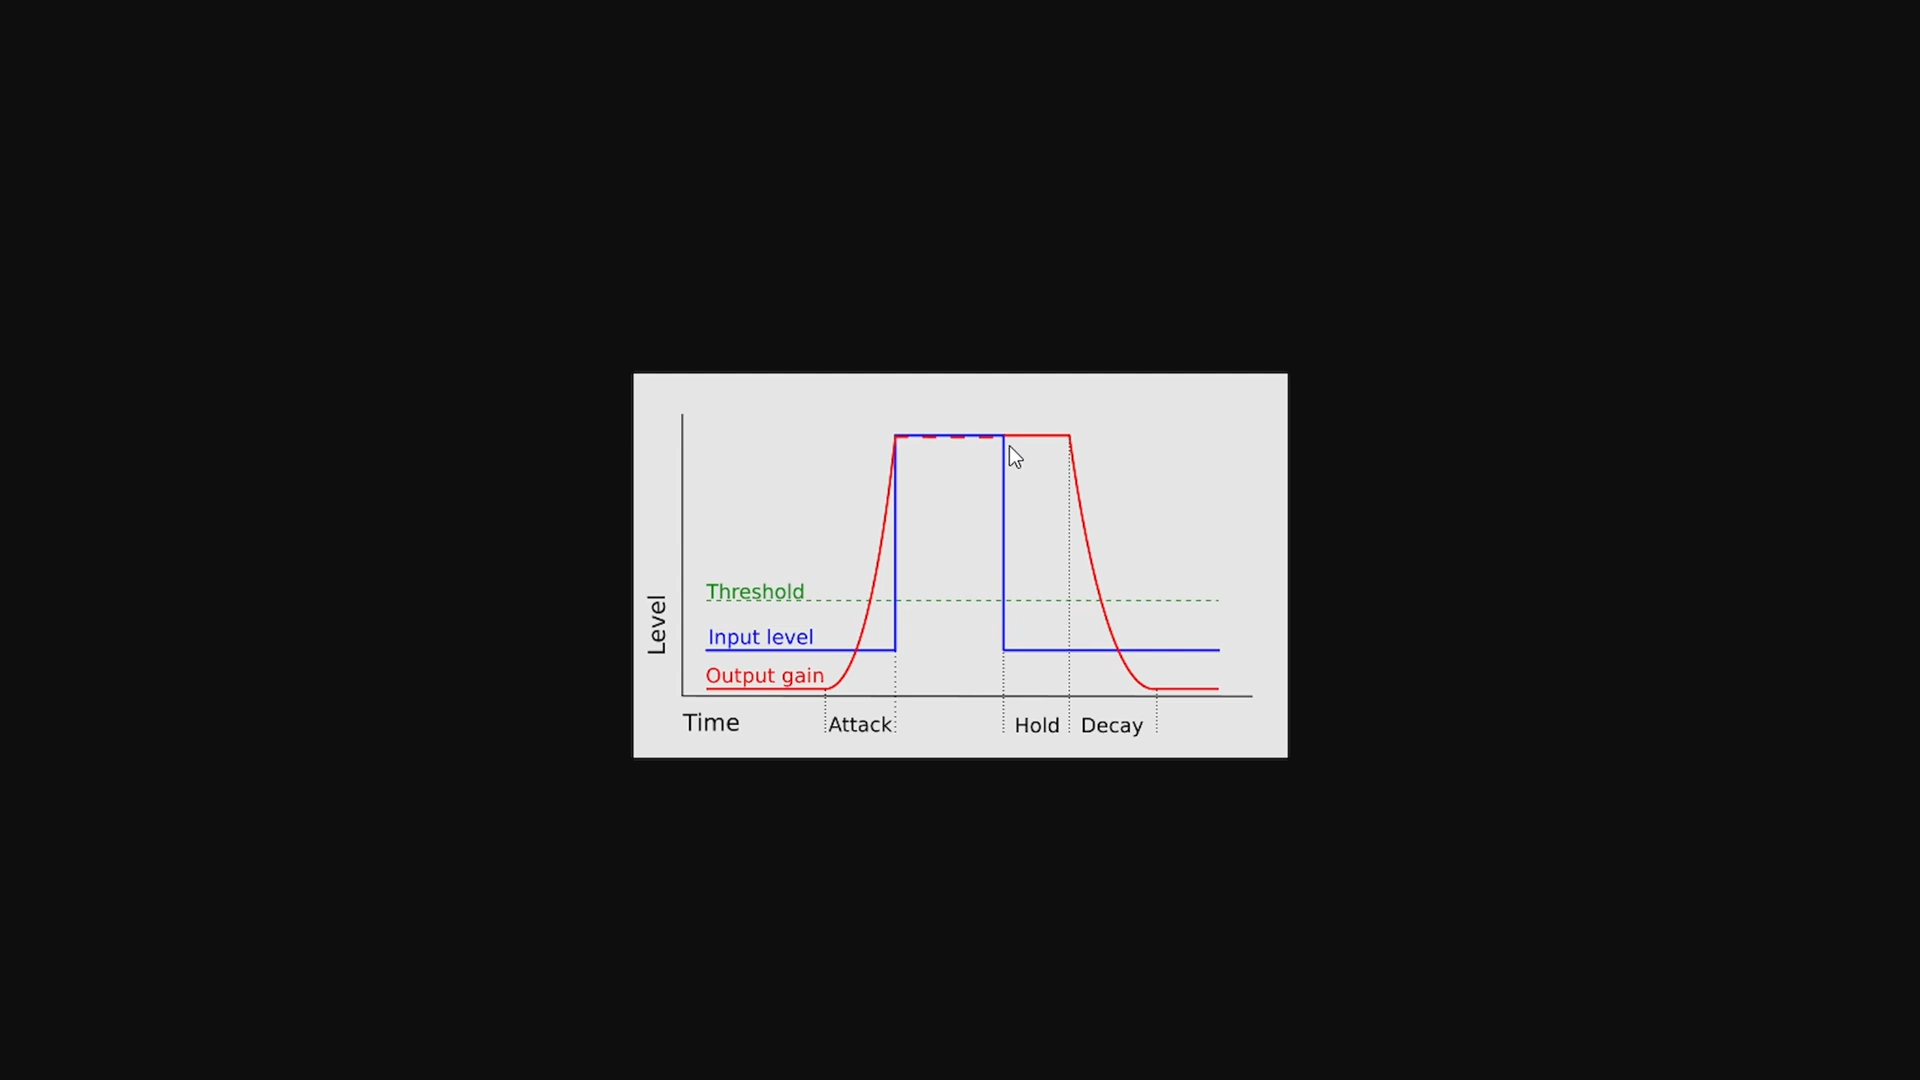 Threshold
Level
Input level
Output gain
Time
Attack
Hold
Decay